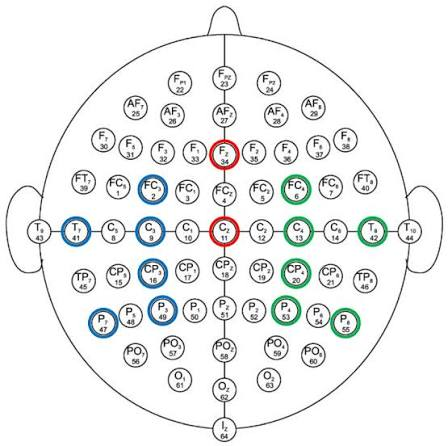 FP1 FPZ FP2
22 23 24
AF7 AF3 AFZ AF4 AF8
25 26 27 28 29
F7 F5 F3 F1 FZ F2 F4 F6 F8
30 31 32 33 34 35 36 37 38
FT7 FC5 FC3 FC1 FCZ FC2 FC4 FC6 FT8
39 1 2 3 4 5 6 7 40
T9 T7 C5 C3 C1 CZ C2 C4 C6 T8 T10
43 41 8 9 10 11 12 13 14 42 44
TP7 CP5 CP3 CP1 CPZ CP2 CP4 CP6 TP8
45 15 16 17 18 19 20 21 46
P7 P5 P3 P1 PZ P2 P4 P6 P8
47 48 49 50 51 52 53 54 55
PO7 PO3 POZ PO4 PO8
56 57 58 59 60
O1 OZ O2
61 62 63
IZ
64